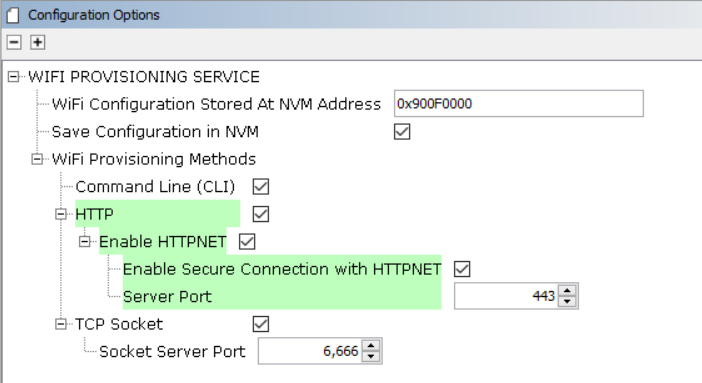 Configuration Options
WIFI PROVISIONING SERVICE
WiFi Configuration Stored At NVM Address 0x900F0000
Save Configuration in NVM
WiFi Provisioning Methods
Command Line (CLI)
HTTP
Enable HTTPNET
Enable Secure Connection with HTTPNET
Server Port 443
TCP Socket
Socket Server Port 6,666